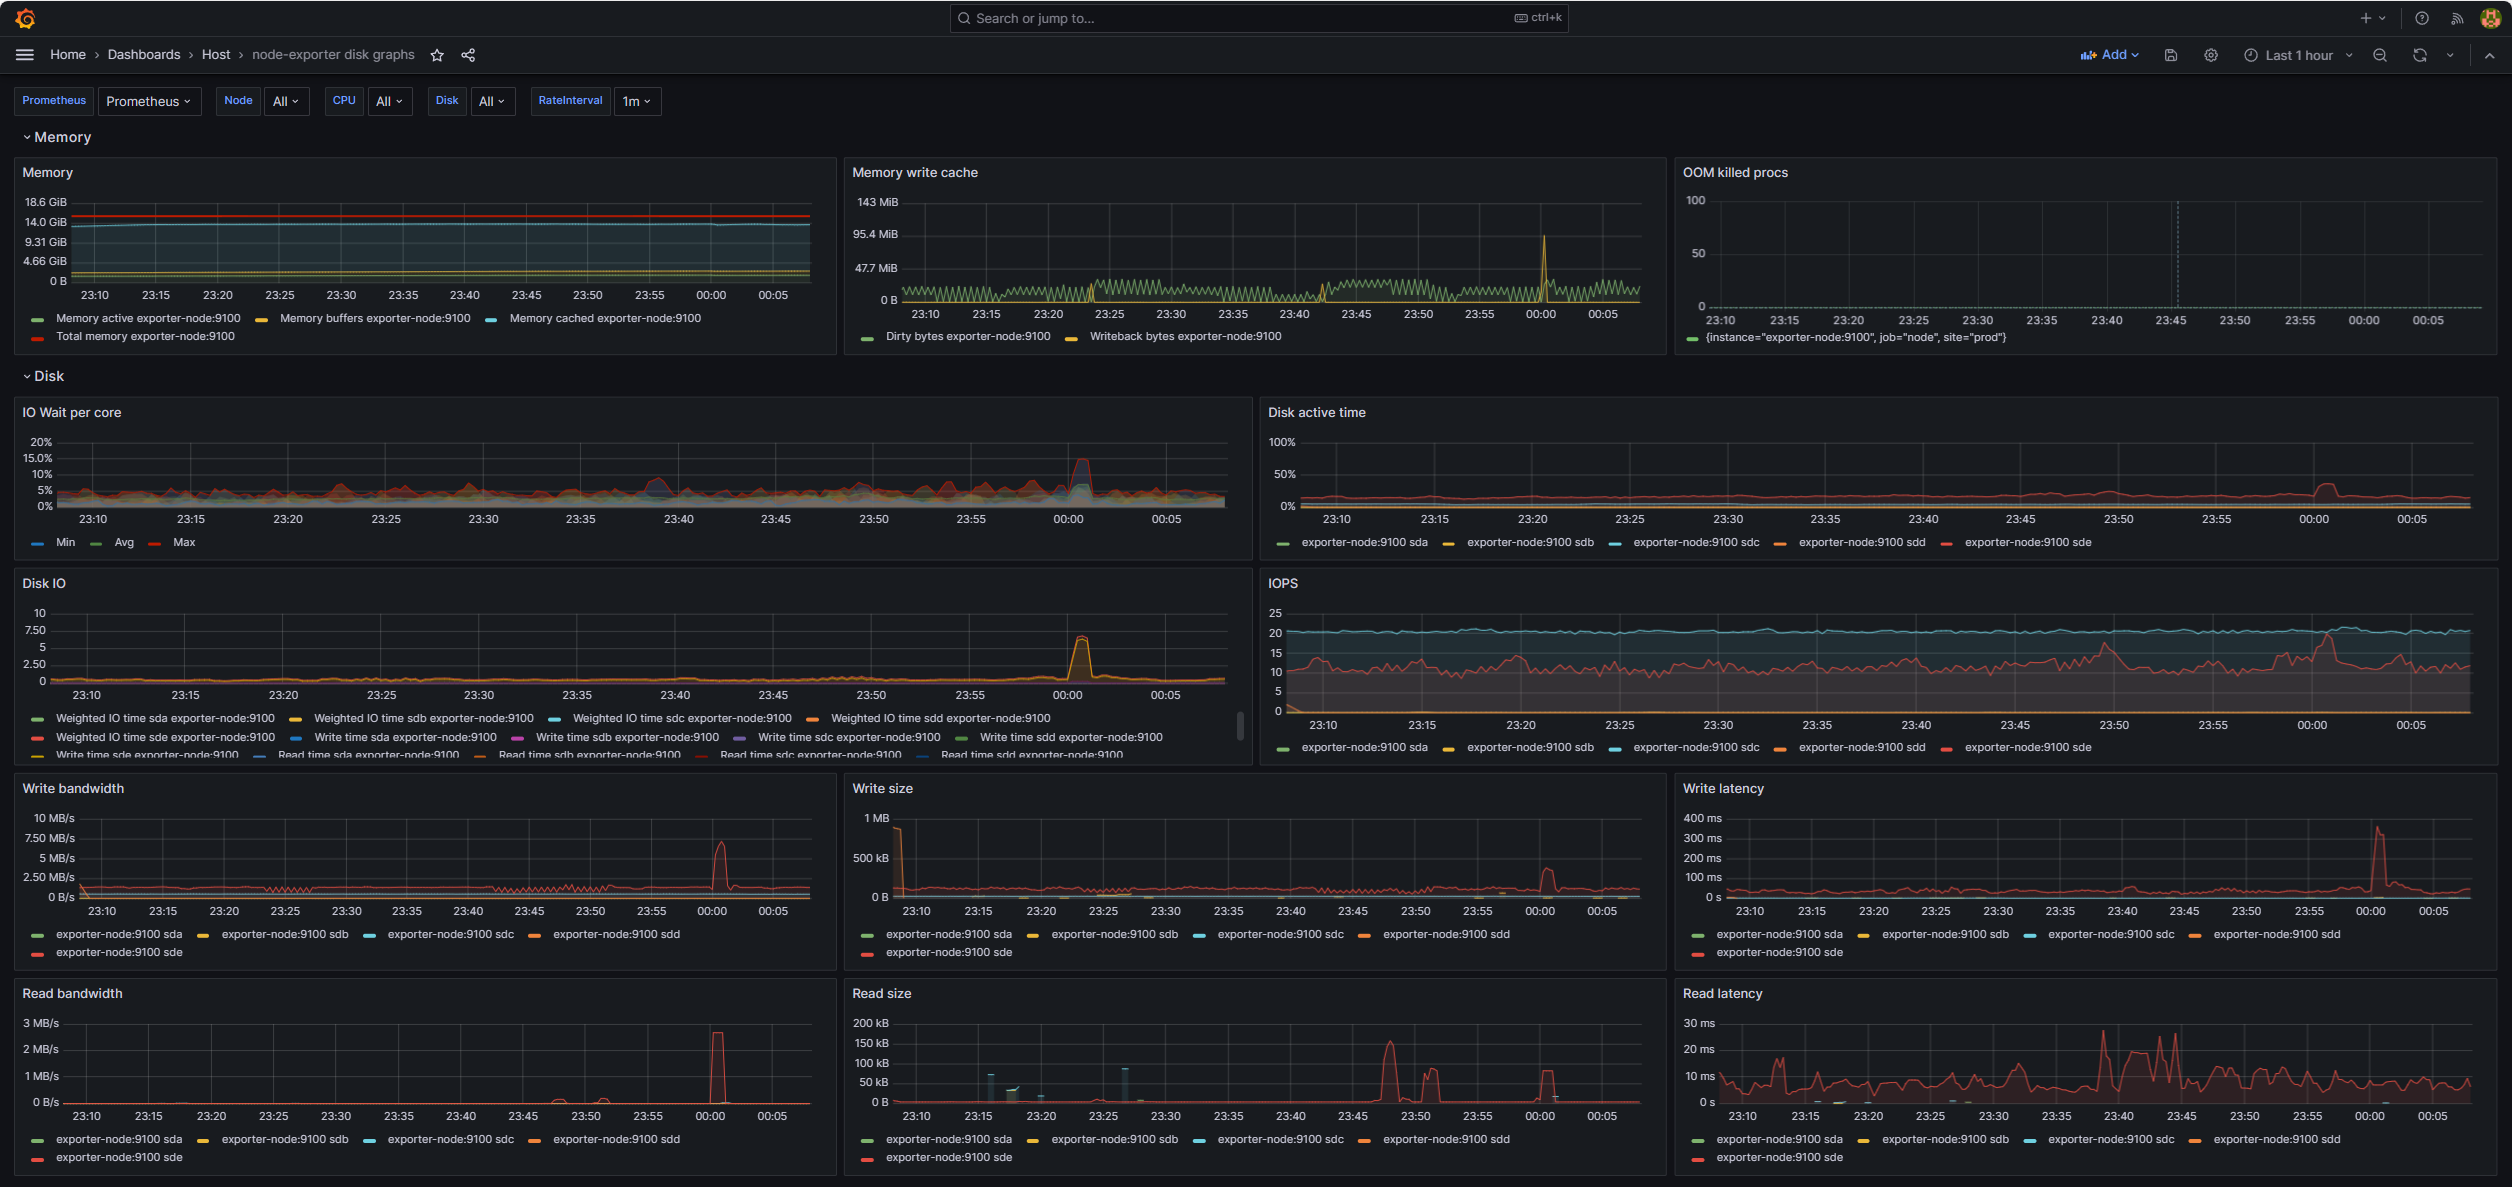 Search or jump to... ctrl+k
Home › Dashboards › Host › node-exporter disk graphs Add Last 1 hour
Prometheus Prometheus Node All CPU All Disk All RateInterval 1m
Memory
Memory
18.6 GiB
14.0 GiB
9.31 GiB
4.66 GiB
0 B
23:10 23:15 23:20 23:25 23:30 23:35 23:40 23:45 23:50 23:55 00:00 00:05
Memory active exporter-node:9100 Memory buffers exporter-node:9100 Memory cached exporter-node:9100
Total memory exporter-node:9100
Memory write cache
143 MiB
95.4 MiB
47.7 MiB
0 B
23:10 23:15 23:20 23:25 23:30 23:35 23:40 23:45 23:50 23:55 00:00 00:05
Dirty bytes exporter-node:9100 Writeback bytes exporter-node:9100
OOM killed procs
100
50
0
23:10 23:15 23:20 23:25 23:30 23:35 23:40 23:45 23:50 23:55 00:00 00:05
{instance="exporter-node:9100", job="node", site="prod"}
Disk
IO Wait per core
20%
15.0%
10%
5%
0%
23:10 23:15 23:20 23:25 23:30 23:35 23:40 23:45 23:50 23:55 00:00 00:05
Min Avg Max
Disk active time
100%
50%
0%
23:10 23:15 23:20 23:25 23:30 23:35 23:40 23:45 23:50 23:55 00:00 00:05
exporter-node:9100 sda exporter-node:9100 sdb exporter-node:9100 sdc exporter-node:9100 sdd exporter-node:9100 sde
Disk IO
10
7.50
5
2.50
0
23:10 23:15 23:20 23:25 23:30 23:35 23:40 23:45 23:50 23:55 00:00 00:05
Weighted IO time sda exporter-node:9100 Weighted IO time sdb exporter-node:9100 Weighted IO time sdc exporter-node:9100 Weighted IO time sdd exporter-node:9100
Weighted IO time sde exporter-node:9100 Write time sda exporter-node:9100 Write time sdb exporter-node:9100 Write time sdc exporter-node:9100 Write time sdd exporter-node:9100
Write time sde exporter-node:9100 Read time sda exporter-node:9100 Read time sdb exporter-node:9100 Read time sdc exporter-node:9100 Read time sdd exporter-node:9100
IOPS
25
20
15
10
5
0
23:10 23:15 23:20 23:25 23:30 23:35 23:40 23:45 23:50 23:55 00:00 00:05
exporter-node:9100 sda exporter-node:9100 sdb exporter-node:9100 sdc exporter-node:9100 sdd exporter-node:9100 sde
Write bandwidth
10 MB/s
7.50 MB/s
5 MB/s
2.50 MB/s
0 B/s
23:10 23:15 23:20 23:25 23:30 23:35 23:40 23:45 23:50 23:55 00:00 00:05
exporter-node:9100 sda exporter-node:9100 sdb exporter-node:9100 sdc exporter-node:9100 sdd
exporter-node:9100 sde
Write size
1 MB
500 kB
0 B
23:10 23:15 23:20 23:25 23:30 23:35 23:40 23:45 23:50 23:55 00:00 00:05
exporter-node:9100 sda exporter-node:9100 sdb exporter-node:9100 sdc exporter-node:9100 sdd
exporter-node:9100 sde
Write latency
400 ms
300 ms
200 ms
100 ms
0 s
23:10 23:15 23:20 23:25 23:30 23:35 23:40 23:45 23:50 23:55 00:00 00:05
exporter-node:9100 sda exporter-node:9100 sdb exporter-node:9100 sdc exporter-node:9100 sdd
exporter-node:9100 sde
Read bandwidth
3 MB/s
2 MB/s
1 MB/s
0 B/s
23:10 23:15 23:20 23:25 23:30 23:35 23:40 23:45 23:50 23:55 00:00 00:05
exporter-node:9100 sda exporter-node:9100 sdb exporter-node:9100 sdc exporter-node:9100 sdd
exporter-node:9100 sde
Read size
200 kB
150 kB
100 kB
50 kB
0 B
23:10 23:15 23:20 23:25 23:30 23:35 23:40 23:45 23:50 23:55 00:00 00:05
exporter-node:9100 sda exporter-node:9100 sdb exporter-node:9100 sdc exporter-node:9100 sdd
exporter-node:9100 sde
Read latency
30 ms
20 ms
10 ms
0 s
23:10 23:15 23:20 23:25 23:30 23:35 23:40 23:45 23:50 23:55 00:00 00:05
exporter-node:9100 sda exporter-node:9100 sdb exporter-node:9100 sdc exporter-node:9100 sdd
exporter-node:9100 sde